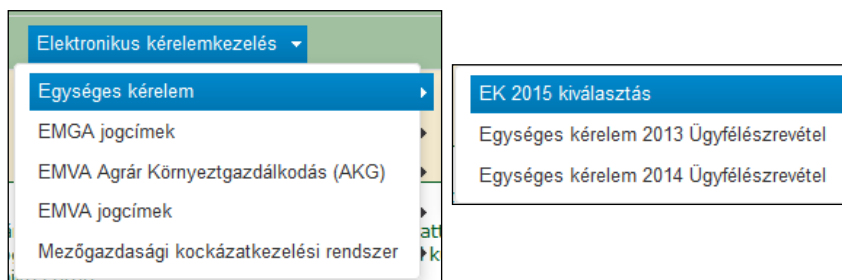 Elektronikus kérelemkezelés
Egységes kérelem
EMGA jogcímek
EMVA Agrár Környeztgazdálkodás (AKG)
EMVA jogcímek
Mezőgazdasági kockázatkezelési rendszer
EK 2015 kiválasztás
Egységes kérelem 2013 Ügyfélészrevétel
Egységes kérelem 2014 Ügyfélészrevétel